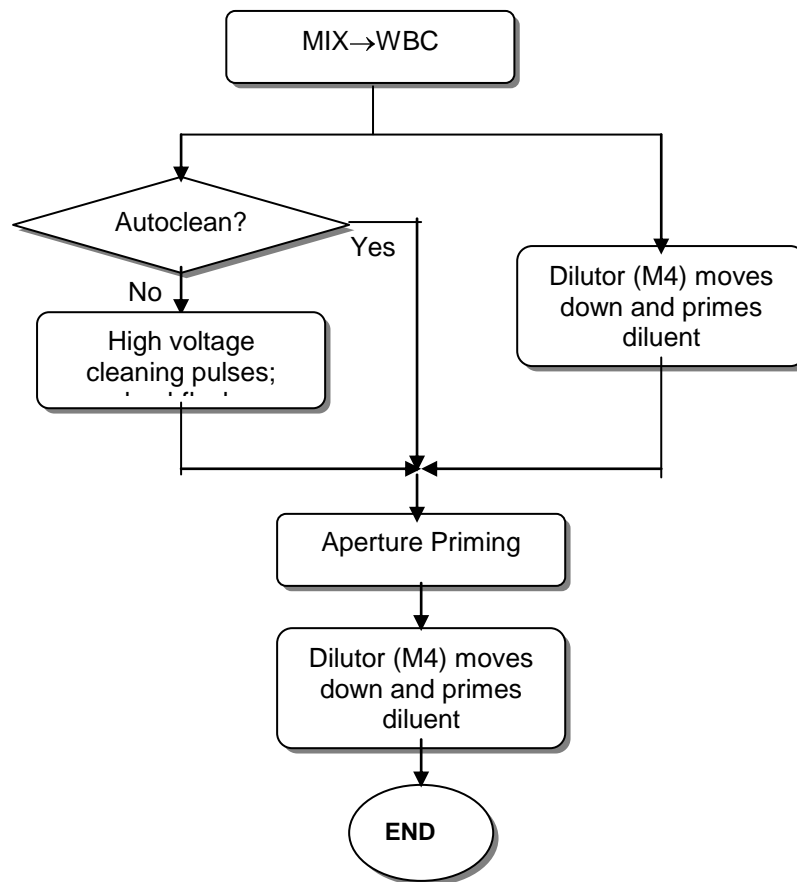 MIX→WBC
Autoclean?
Yes
No
Dilutor (M4) moves
down and primes
diluent
High voltage
cleaning pulses;
Aperture Priming
Dilutor (M4) moves
down and primes
diluent
END